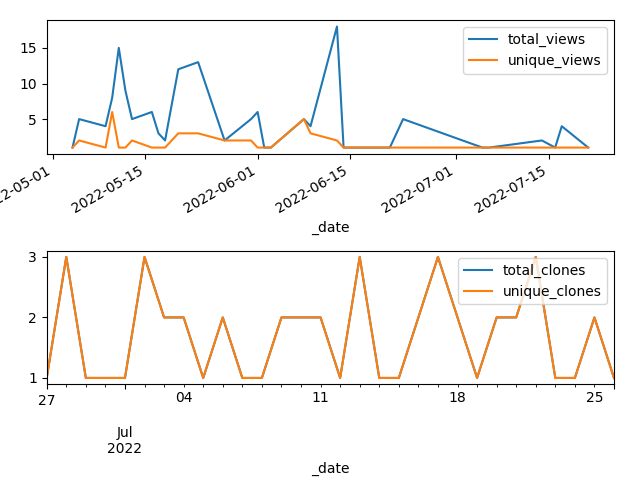 total_views
unique_views
15
10
5
22-05-01
2022-05-15
2022-06-01
2022-06-15
2022-07-01
2022-07-15
_date
total_clones
unique_clones
3
2
1
27
04
11
18
25
Jul
2022
_date